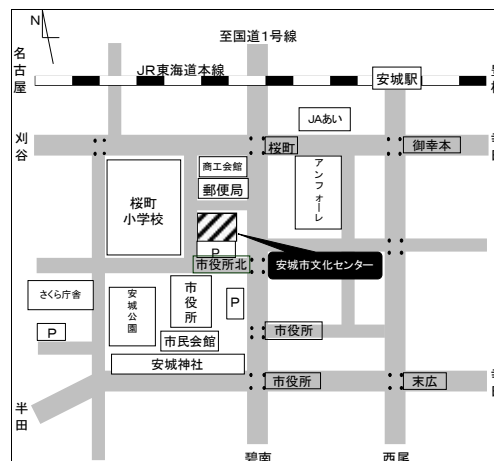 N
至国道1号線
名古屋
JR東海道本線
安城駅
JAあい
刈谷
桜町
御幸本
商工会館
郵便局
アンフォーレ
桜町
小学校
P
市役所北
安城市文化センター
さくら庁舎
安城公園
市役所
P
P
市民会館
市役所
安城神社
市役所
末広
半田
碧南
西尾